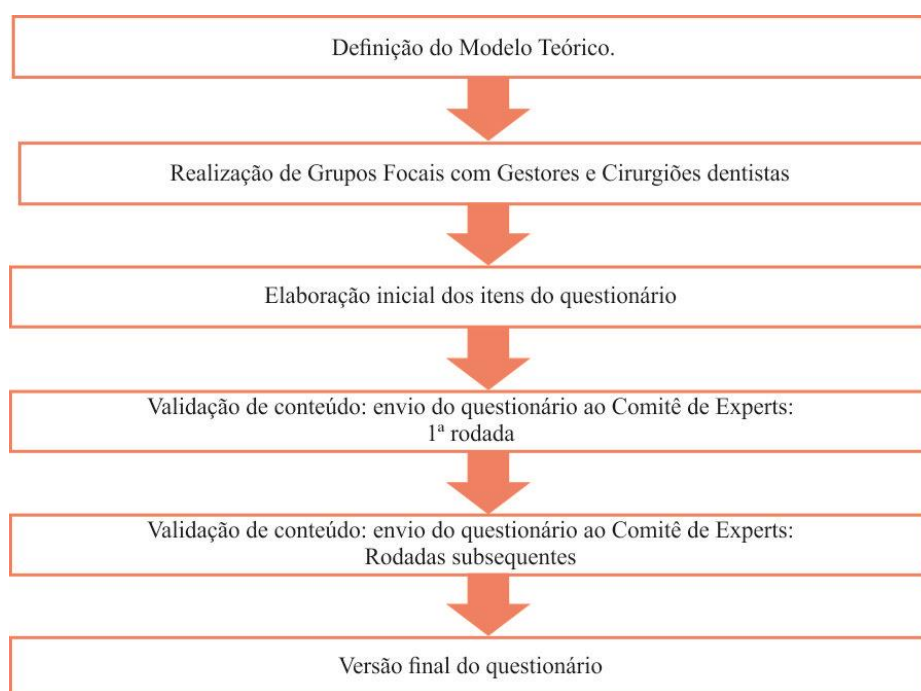 Definição do Modelo Teórico.
Realização de Grupos Focais com Gestores e Cirurgiões dentistas
Elaboração inicial dos itens do questionário
Validação de conteúdo: envio do questionário ao Comitê de Experts:
1ª rodada
Validação de conteúdo: envio do questionário ao Comitê de Experts:
Rodadas subsequentes
Versão final do questionário